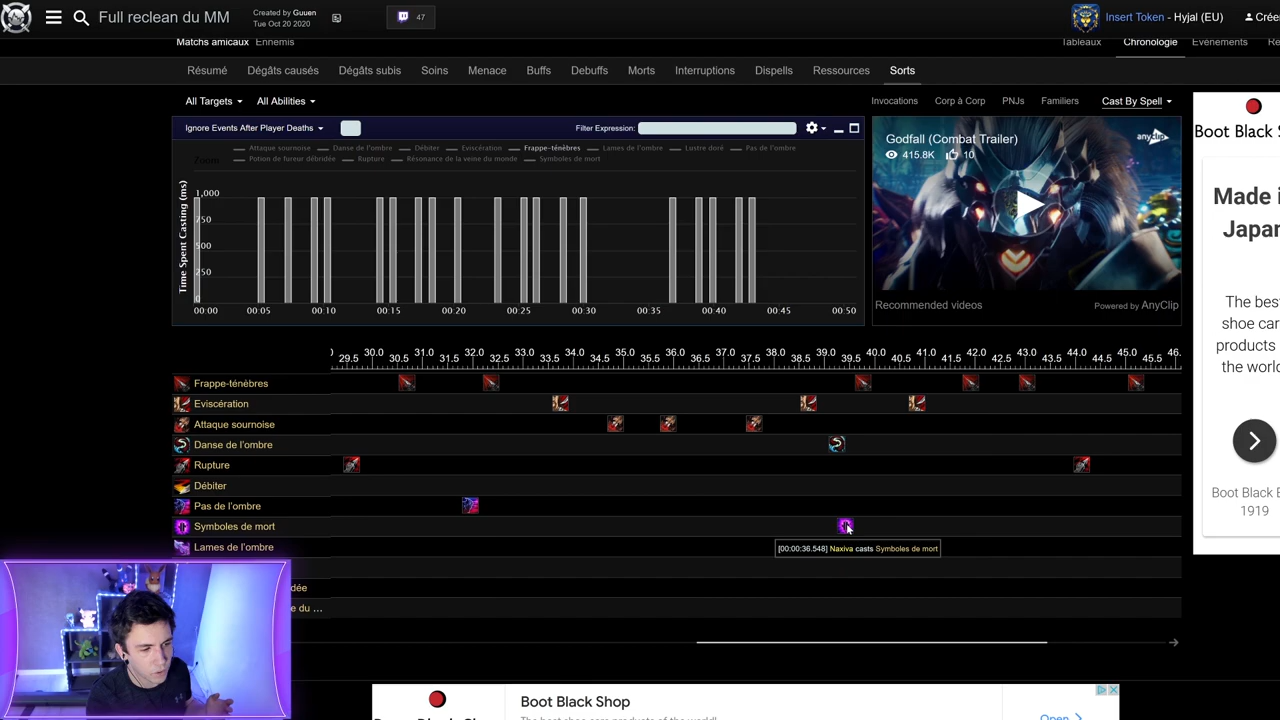 Full reclean du MM
Created by Guuen
Tue Oct 20 2020
47
Insert Token - Hyjal (EU)
Matchs amicaux Ennemis
Tableaux Chronologie Evénements
Résumé Dégâts causés Dégâts subis Soins Menace Buffs Debuffs Morts Interruptions Dispells Ressources Sorts
All Targets All Abilities
Invocations Corp à Corp PNJs Familiers Cast By Spell
Ignore Events After Player Deaths Filter Expression:
Attaque sournoise Danse de l'ombre Débiter Eviscération Frappe-ténèbres Lames de l'ombre Lustre doré Pas de l'ombre
Potion de fureur débridée Rupture Résonance de la veine du monde Symboles de mort
Zoom
Time Spent Casting (ms)
1,000
750
500
250
0
00:00 00:05 00:10 00:15 00:20 00:25 00:30 00:35 00:40 00:45 00:50
Godfall (Combat Trailer)
415.8K 10
anyclip
Recommended videos Powered by AnyClip
30.0 31.0 32.0 33.0 34.0 35.0 36.0 37.0 38.0 39.0 40.0 41.0 42.0 43.0 44.0 45.0 46.
29.5 30.5 31.5 32.5 33.5 34.5 35.5 36.5 37.5 38.5 39.5 40.5 41.5 42.5 43.5 44.5 45.5
Frappe-ténèbres
Eviscération
Attaque sournoise
Danse de l'ombre
Rupture
Débiter
Pas de l'ombre
Symboles de mort
Lames de l'ombre
[00:00:36.548] Naxiva casts Symboles de mort
dée
e du …
Boot Black S
Made i
Japan
The bes
shoe car
products
the world
Boot Black B
1919
Boot Black Shop
Open